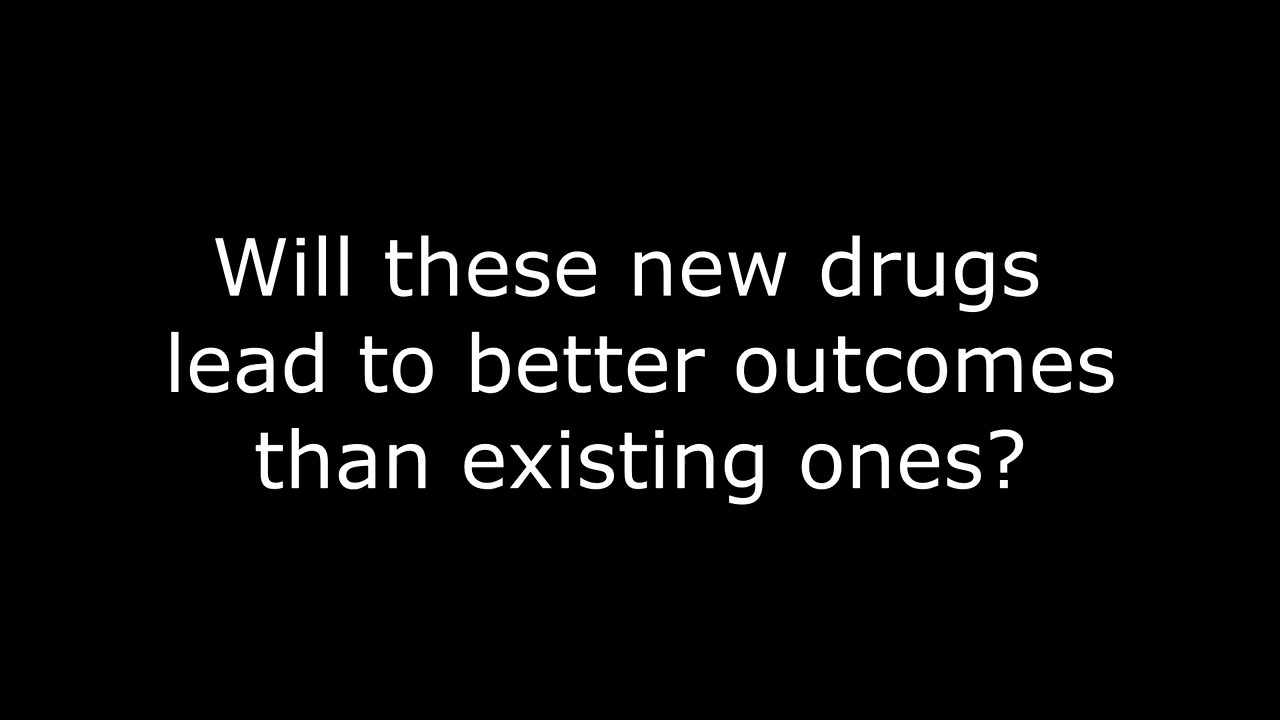 Will these new drugs
lead to better outcomes
than existing ones?